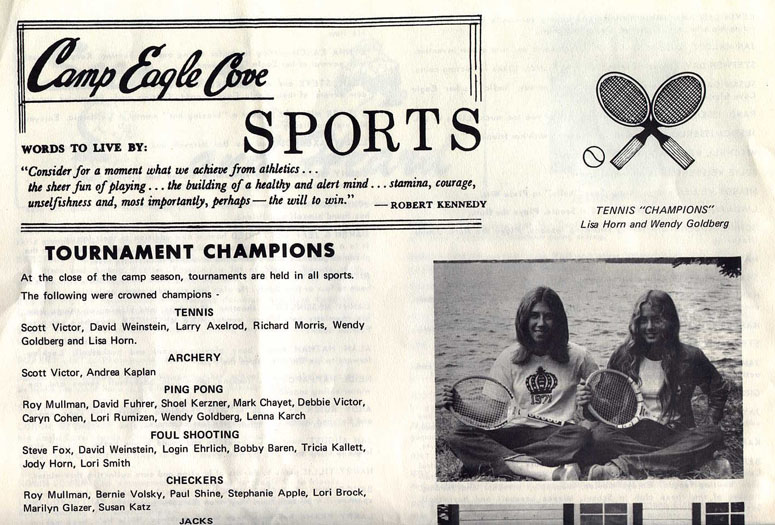 Camp Eagle Cove
SPORTS
WORDS TO LIVE BY:
"Consider for a moment what we achieve from athletics . . .
the sheer fun of playing . . . the building of a healthy and alert mind . . . stamina, courage,
unselfishness and, most importantly, perhaps — the will to win."
— ROBERT KENNEDY
TOURNAMENT CHAMPIONS
At the close of the camp season, tournaments are held in all sports.
The following were crowned champions -
TENNIS
Scott Victor, David Weinstein, Larry Axelrod, Richard Morris, Wendy
Goldberg and Lisa Horn.
ARCHERY
Scott Victor, Andrea Kaplan
PING PONG
Roy Mullman, David Fuhrer, Shoel Kerzner, Mark Chayet, Debbie Victor,
Caryn Cohen, Lori Rumizen, Wendy Goldberg, Lenna Karch
FOUL SHOOTING
Steve Fox, David Weinstein, Login Ehrlich, Bobby Baren, Tricia Kallett,
Jody Horn, Lori Smith
CHECKERS
Roy Mullman, Bernie Volsky, Paul Shine, Stephanie Apple, Lori Brock,
Marilyn Glazer, Susan Katz
JACKS
TENNIS "CHAMPIONS"
Lisa Horn and Wendy Goldberg